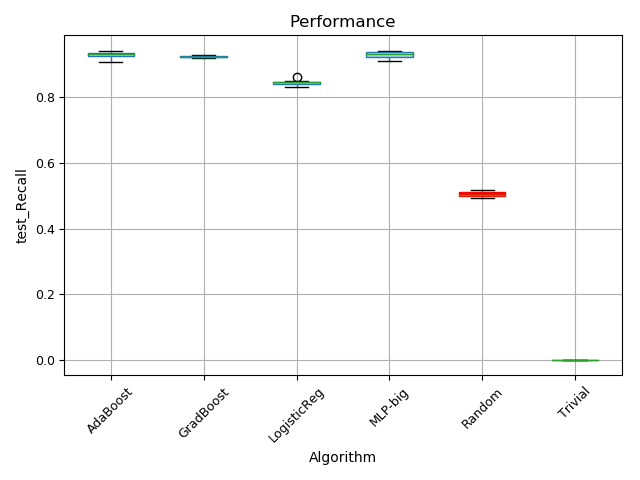 Performance
test_Recall
0.8
0.6
0.4
0.2
0.0
AdaBoost
GradBoost
LogisticReg
MLP-big
Random
Trivial
Algorithm